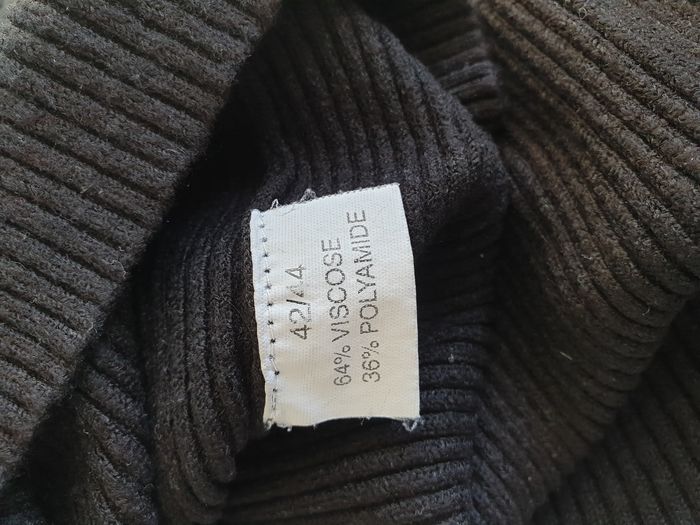 42/44
64% VISCOSE
36% POLYAMIDE